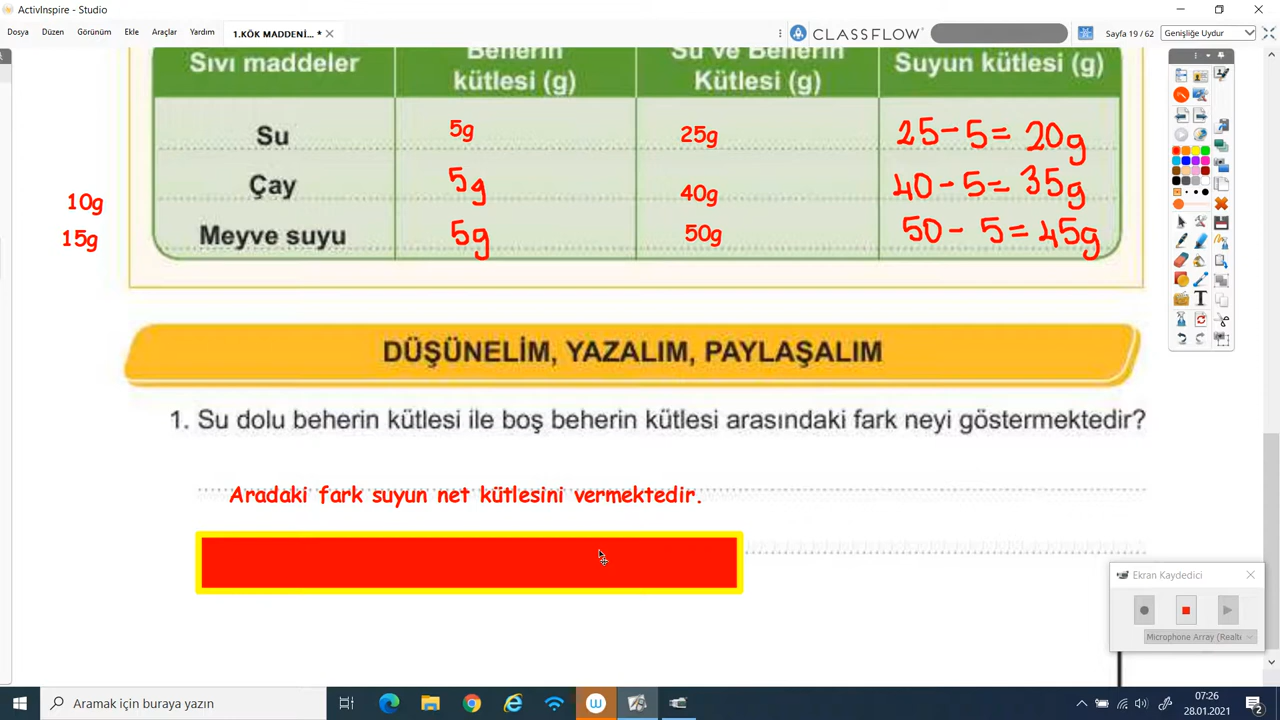 ActivInspire - Studio
Dosya Düzen Görünüm Ekle Araçlar Yardım 1.KÖK MADDENİ... * CLASSFLOW Sayfa 19 / 62 Genişliğe Uydur
Sıvı maddeler Beherin kütlesi (g) Su ve Beherin Kütlesi (g) Suyun kütlesi (g)
Su 5g 25g 25-5= 20g
Çay 5g 40g 40-5= 35g
10g
Meyve suyu 5g 50g 50- 5= 45g
15g
DÜŞÜNELİM, YAZALIM, PAYLAŞALIM
1. Su dolu beherin kütlesi ile boş beherin kütlesi arasındaki fark neyi göstermektedir?
Aradaki fark suyun net kütlesini vermektedir.
Ekran Kaydedici
Microphone Array (Realte
Aramak için buraya yazın
07:26
28.01.2021
2